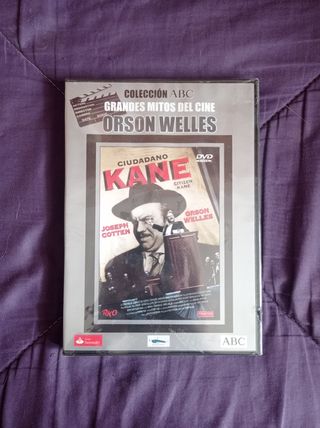 COLECCIÓN ABC
GRANDES MITOS DEL CINE
ORSON WELLES
CIUDADANO
KANE
DVD
CITIZEN KANE
JOSEPH
COTTEN
ORSON
WELLES
RKO
ABC